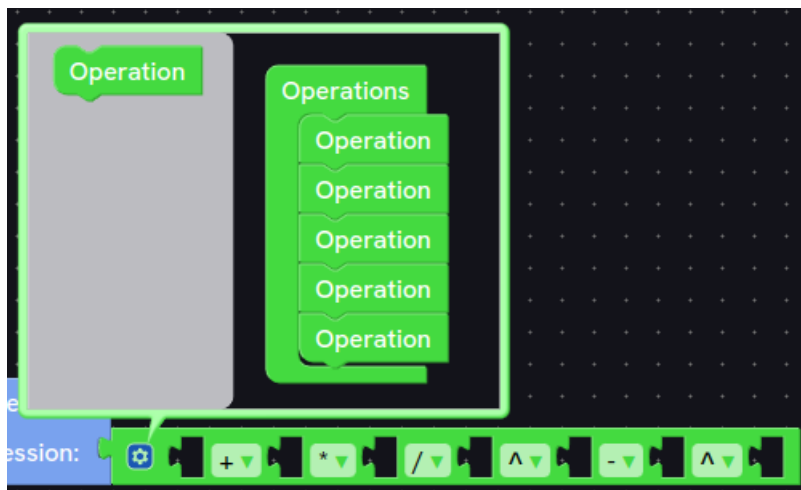 Operation
Operations
Operation
Operation
Operation
Operation
Operation
e
ession: + * / ^ - ^